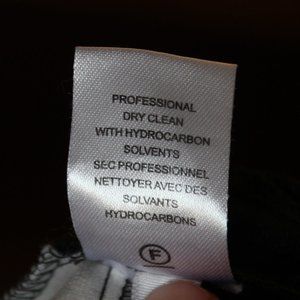 PROFESSIONAL
DRY CLEAN
WITH HYDROCARBON
SOLVENTS
SEC PROFESSIONNEL
NETTOYER AVEC DES
SOLVANTS
HYDROCARBONS
F